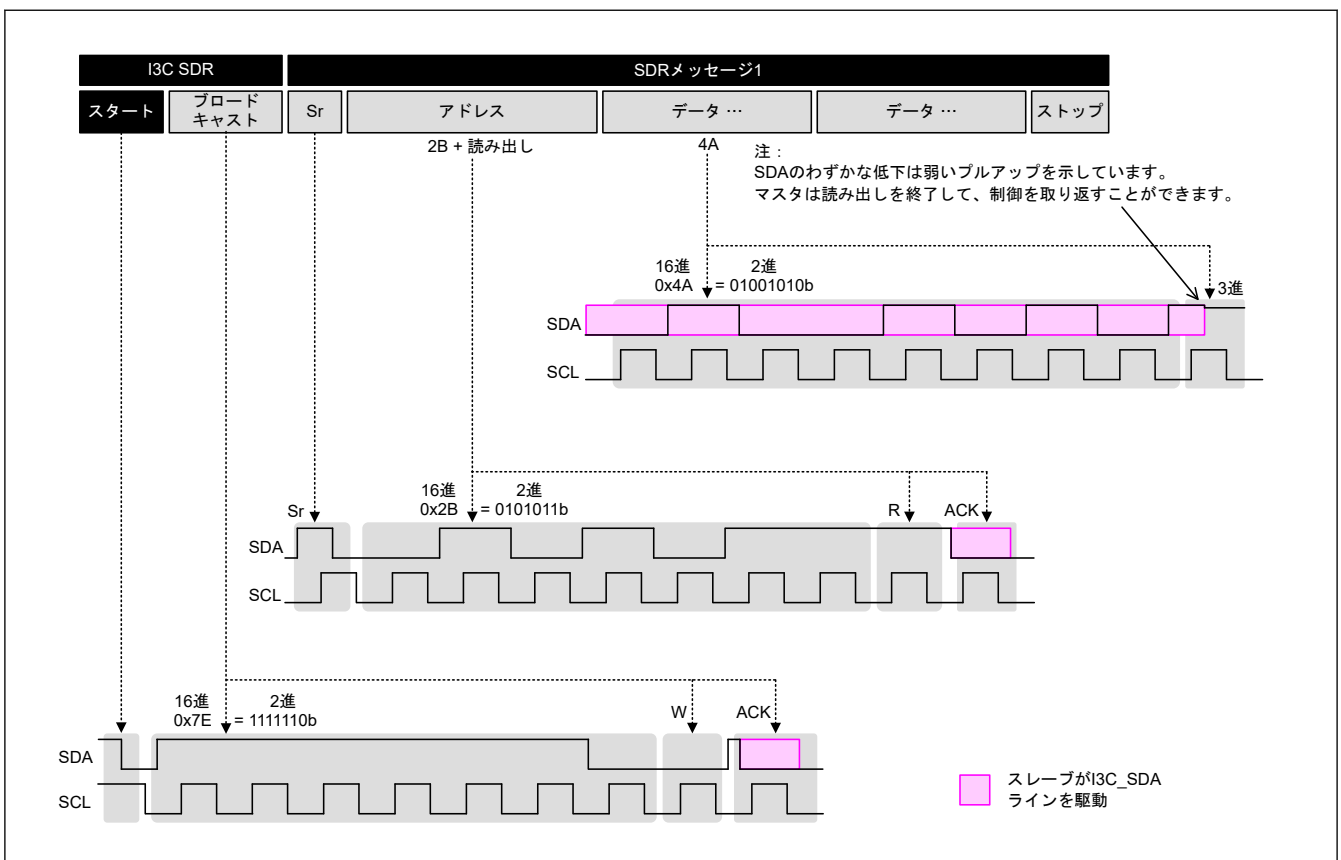 I3C SDR
SDRメッセージ1
スタート
ブロード
キャスト
Sr
アドレス
データ …
データ …
ストップ
2B + 読み出し
4A
注：
SDAのわずかな低下は弱いプルアップを示しています。
マスタは読み出しを終了して、制御を取り返すことができます。
16進
2進
0x4A
= 01001010b
3進
SDA
SCL
16進
2進
Sr
0x2B
= 0101011b
R
ACK
SDA
SCL
16進
2進
0x7E
= 1111110b
W
ACK
SDA
SCL
スレーブがI3C_SDA
ラインを駆動